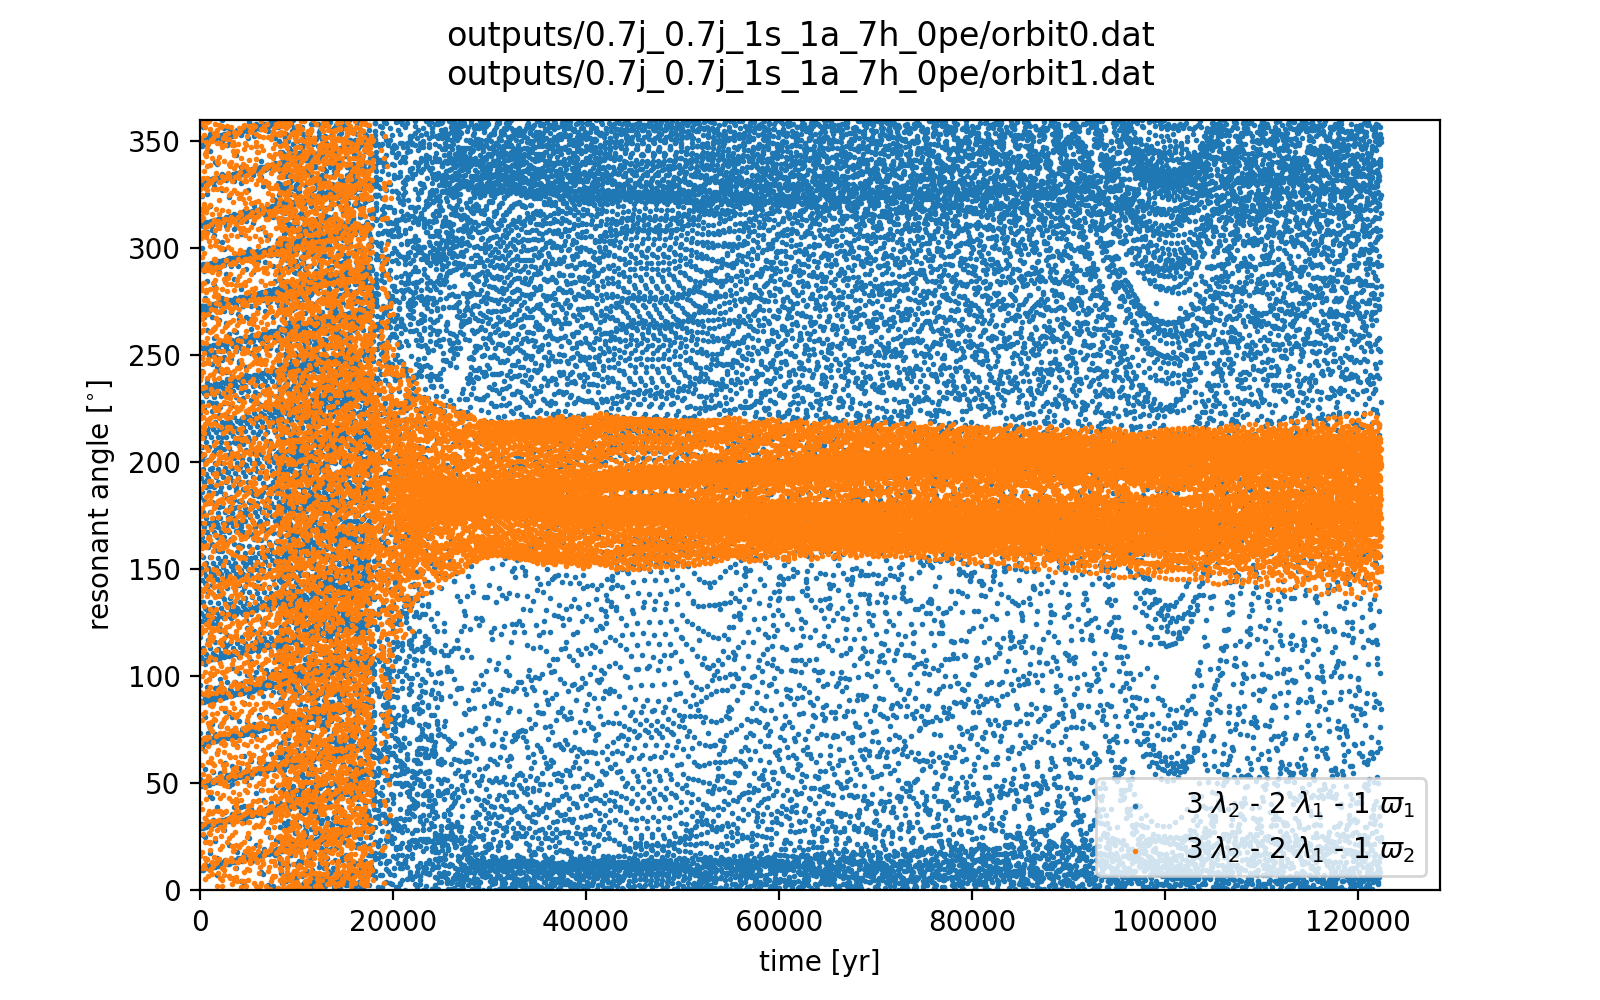 outputs/0.7j_0.7j_1s_1a_7h_0pe/orbit0.dat
outputs/0.7j_0.7j_1s_1a_7h_0pe/orbit1.dat
350
300
250
200
150
100
50
0
resonant angle [°]
3 λ₂ - 2 λ₁ - 1 ϖ₁
3 λ₂ - 2 λ₁ - 1 ϖ₂
0 20000 40000 60000 80000 100000 120000
time [yr]